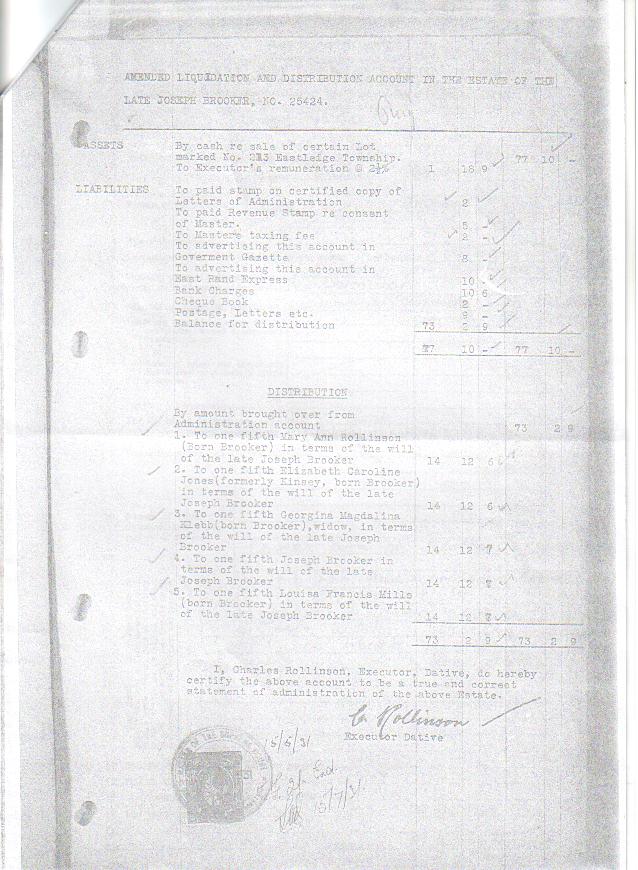 AMENDED LIQUIDATION AND DISTRIBUTION ACCOUNT IN THE ESTATE OF THE
LATE JOSEPH BROOKER, NO. 25424.
ASSETS By cash re sale of certain Lot
marked No. 213 Eastleigh Township. 77 10 -
To Executor's remuneration @ 2½% 1 18 9
LIABILITIES To paid stamp on certified copy of
Letters of Administration 2 -
To paid Revenue Stamp re consent
of Master. 5 -
To Masters taxing fee 2 -
To advertising this account in
Goverment Gazette 8 -
To advertising this account in
East Rand Express 10 -
Bank Charges 10 6
Cheque Book 2 -
Postage, Letters etc. 9 -
Balance for distribution 73 2 9
77 10 - 77 10 -
DISTRIBUTION
By amount brought over from
Administration account 73 2 9
1. To one fifth Mary Ann Rollinson
(Born Brooker) in terms of the will
of the late Joseph Brooker 14 12 6
2. To one fifth Elizabeth Caroline
Jones(formerly Kinsey, born Brooker)
in terms of the will of the late
Joseph Brooker 14 12 6
3. To one fifth Georgina Magdalina
Klebb(born Brooker),widow, in terms
of the will of the late Joseph
Brooker 14 12 7
4. To one fifth Joseph Brooker in
terms of the will of the late
Joseph Brooker 14 12
5. To one fifth Louisa Francis Mills
(born Brooker) in terms of the will
of the late Joseph Brooker 14 12
73 2 9 73 2 9
I, Charles Rollinson, Executor, Dative, do hereby
certify the above account to be a true and correct
statement of administration of the above Estate.
C Rollinson
Executor Dative
15/5/31
15/7/31